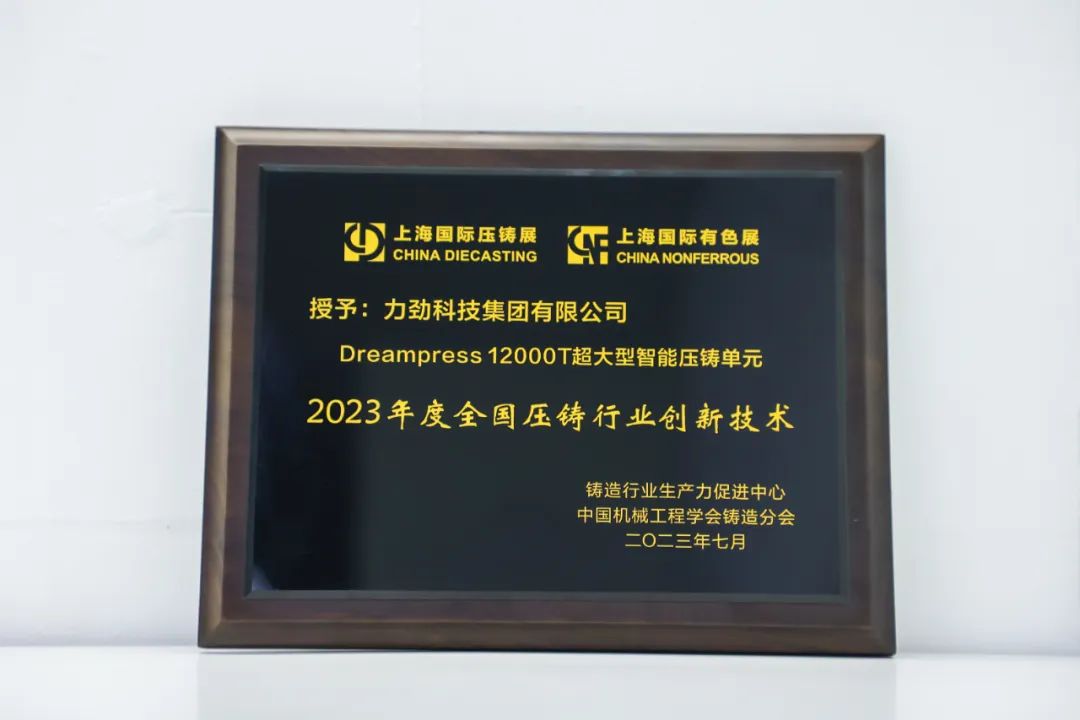 上海国际压铸展
CHINA DIECASTING
上海国际有色展
CHINA NONFERROUS
授予：力劲科技集团有限公司
Dreampress 12000T超大型智能压铸单元
2023年度全国压铸行业创新技术
铸造行业生产力促进中心
中国机械工程学会铸造分会
二〇二三年七月